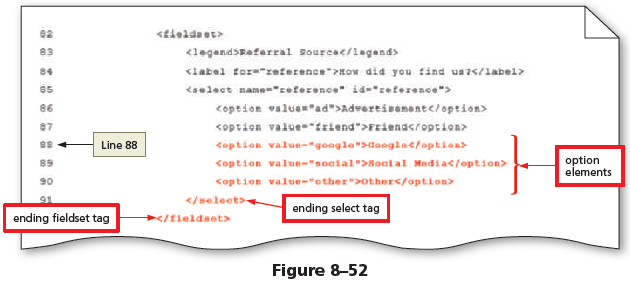 82 <fieldset>
83 <legend>Referral Source</legend>
84 <label for="reference">How did you find us?</label>
85 <select name="reference" id="reference">
86 <option value="ad">Advertisement</option>
87 <option value="friend">Friend</option>
88 Line 88 <option value="google">Google</option>
89 <option value="social">Social Media</option> option elements
90 <option value="other">Other</option>
91 </select> ending select tag
ending fieldset tag </fieldset>
Figure 8–52